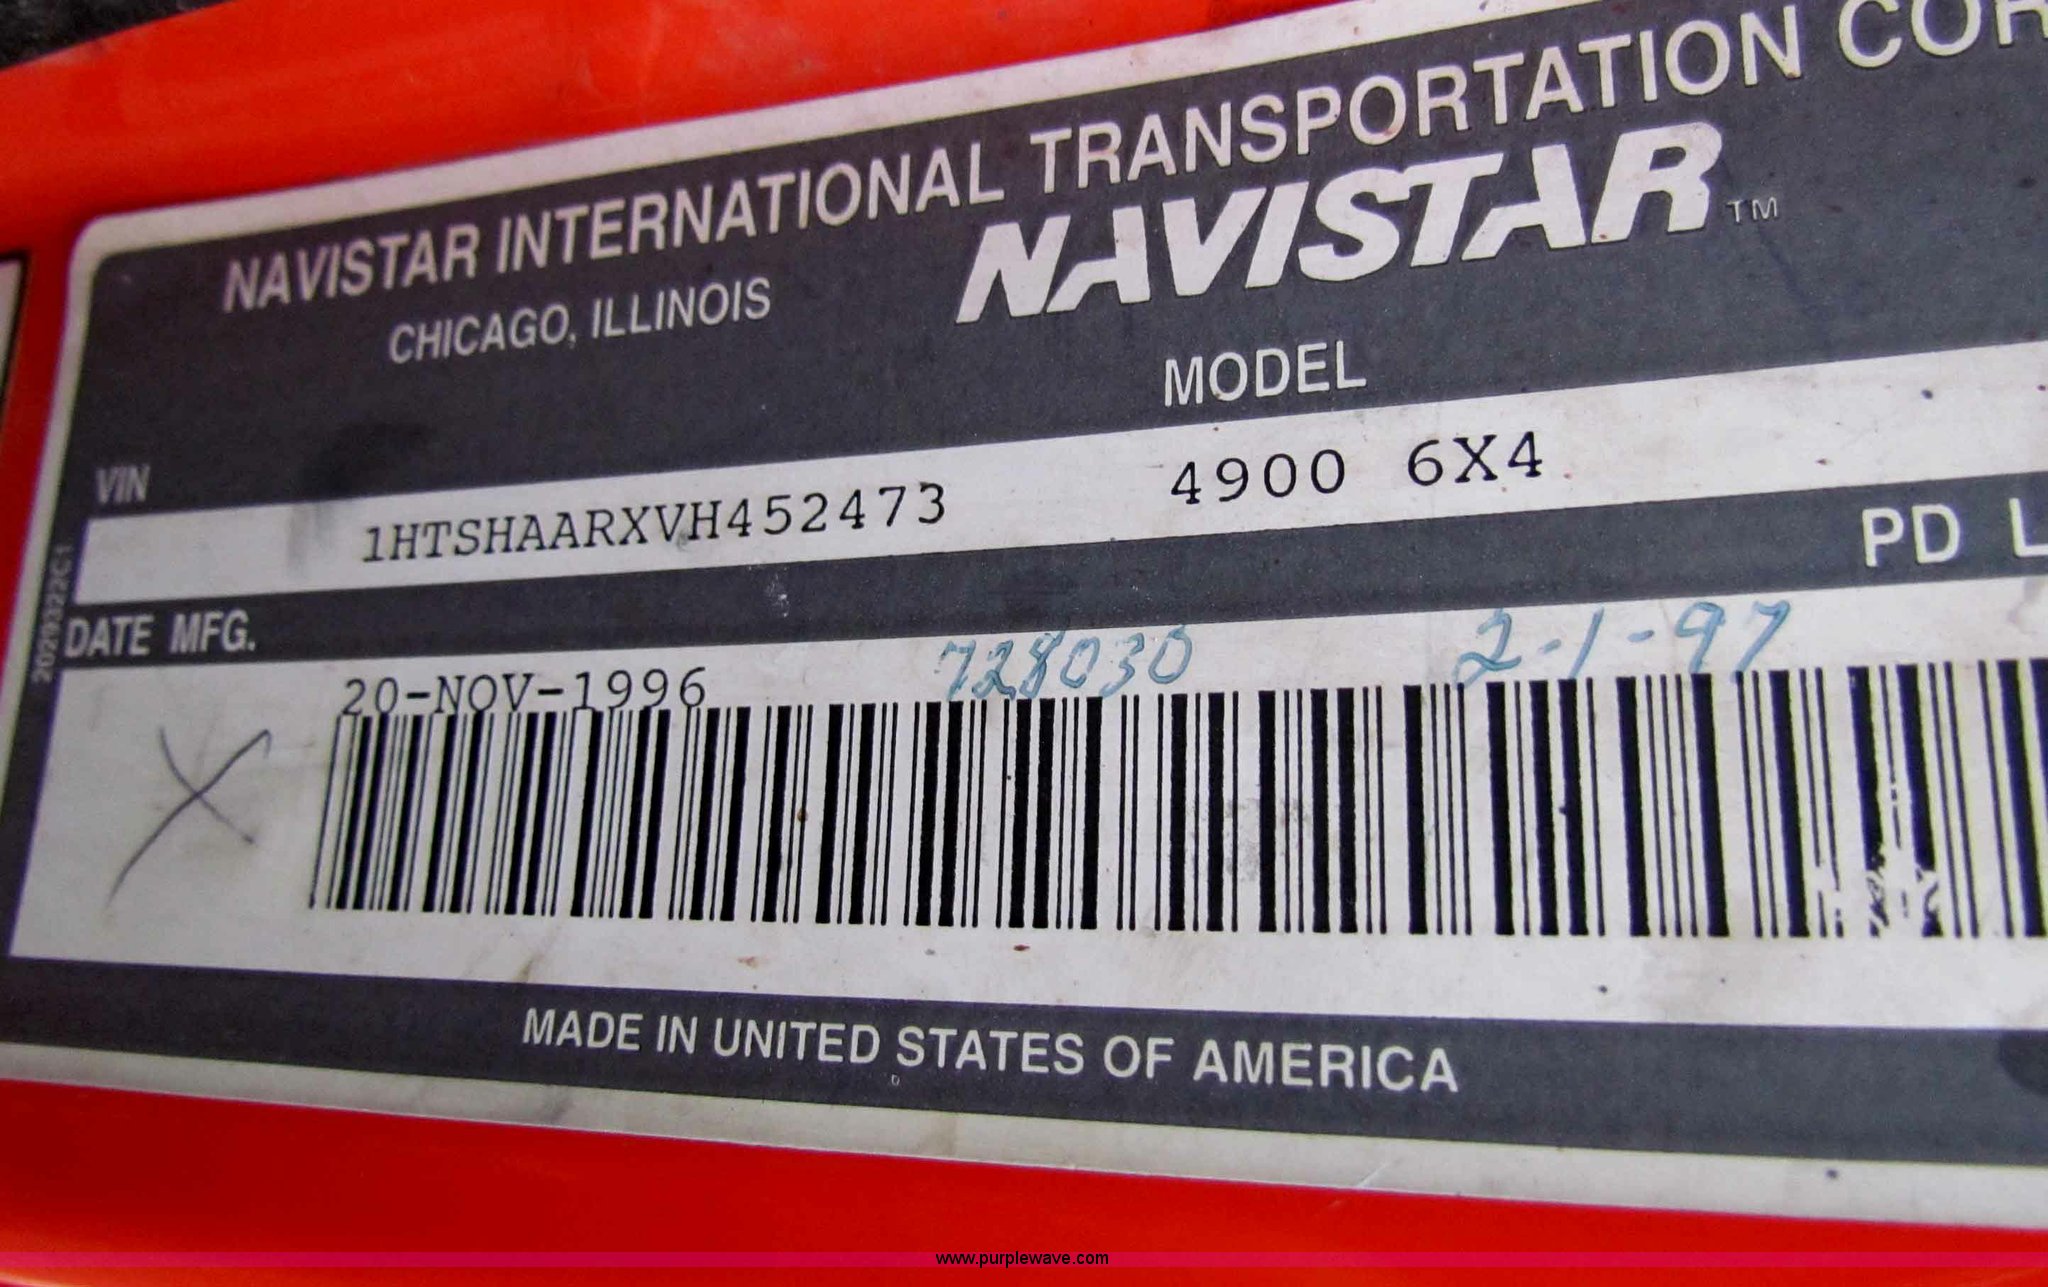 NAVISTAR INTERNATIONAL TRANSPORTATION COR
CHICAGO, ILLINOIS
NAVISTAR™
MODEL
VIN
1HTSHAARXVH452473 4900 6X4
PD L
DATE MFG.
20-NOV-1996
728030 2-1-97
X
2029322C1
MADE IN UNITED STATES OF AMERICA
www.purplewave.com